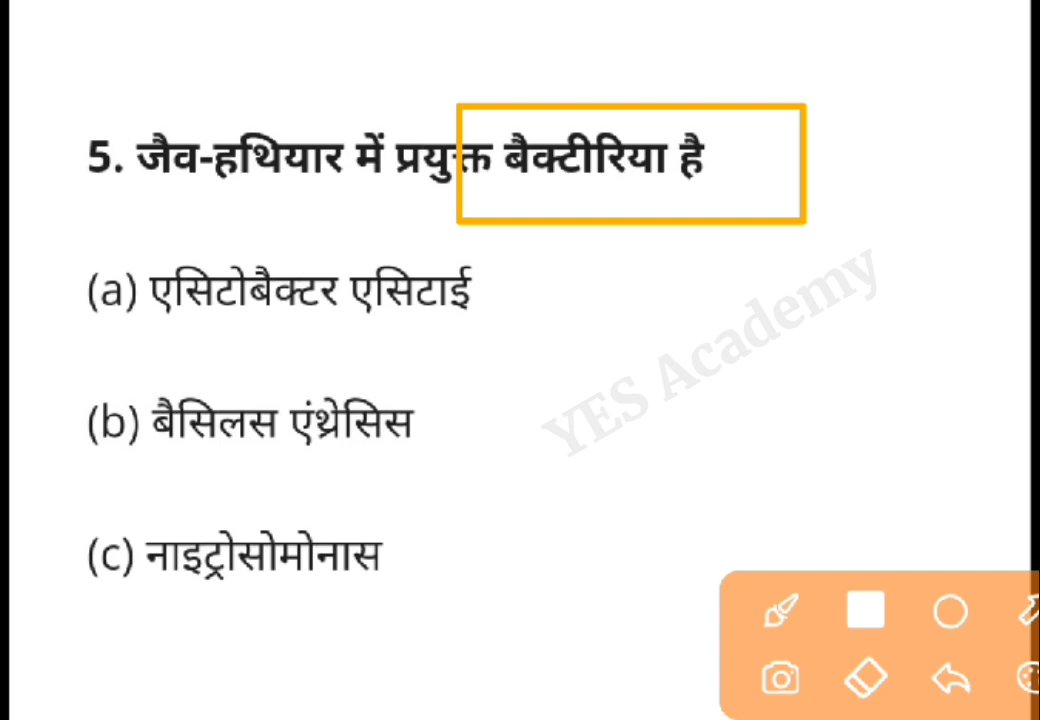 5. जैव-हथियार में प्रयुक्त बैक्टीरिया है
(a) एसिटोबैक्टर एसिटाई
YES Academy
(b) बैसिलस एंथ्रेसिस
(c) नाइट्रोसोमोनास